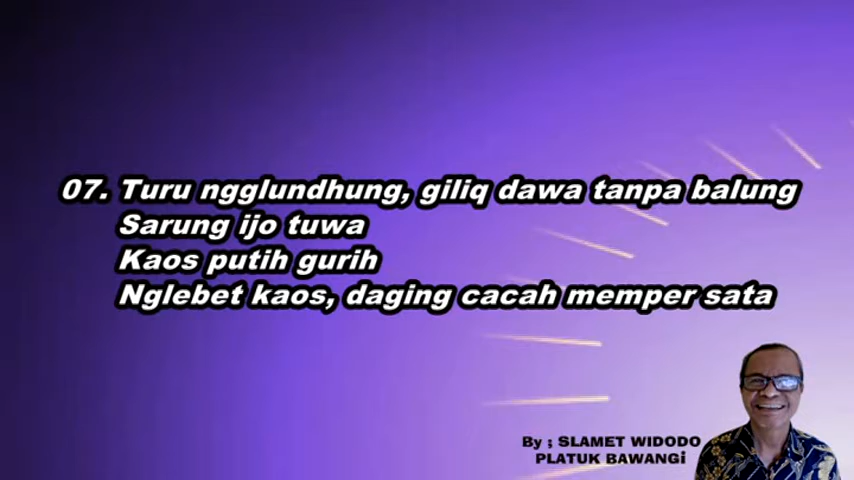 07. Turu ngglundhung, giliq dawa tanpa balung
Sarung ijo tuwa
Kaos putih gurih
Nglebet kaos, daging cacah memper sata
By ; SLAMET WIDODO
PLATUK BAWANGi